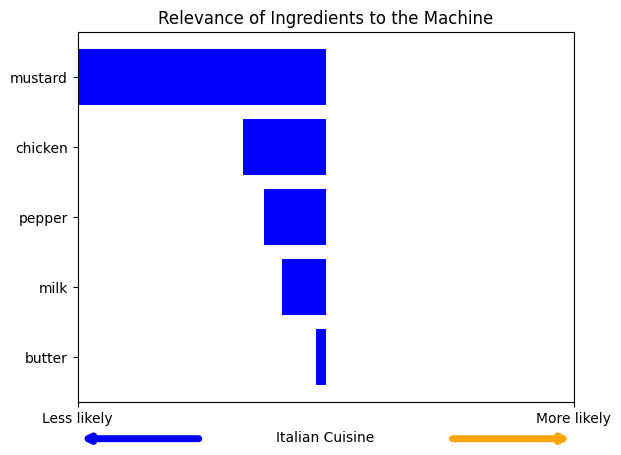 Relevance of Ingredients to the Machine
mustard
chicken
pepper
milk
butter
Less likely
More likely
Italian Cuisine